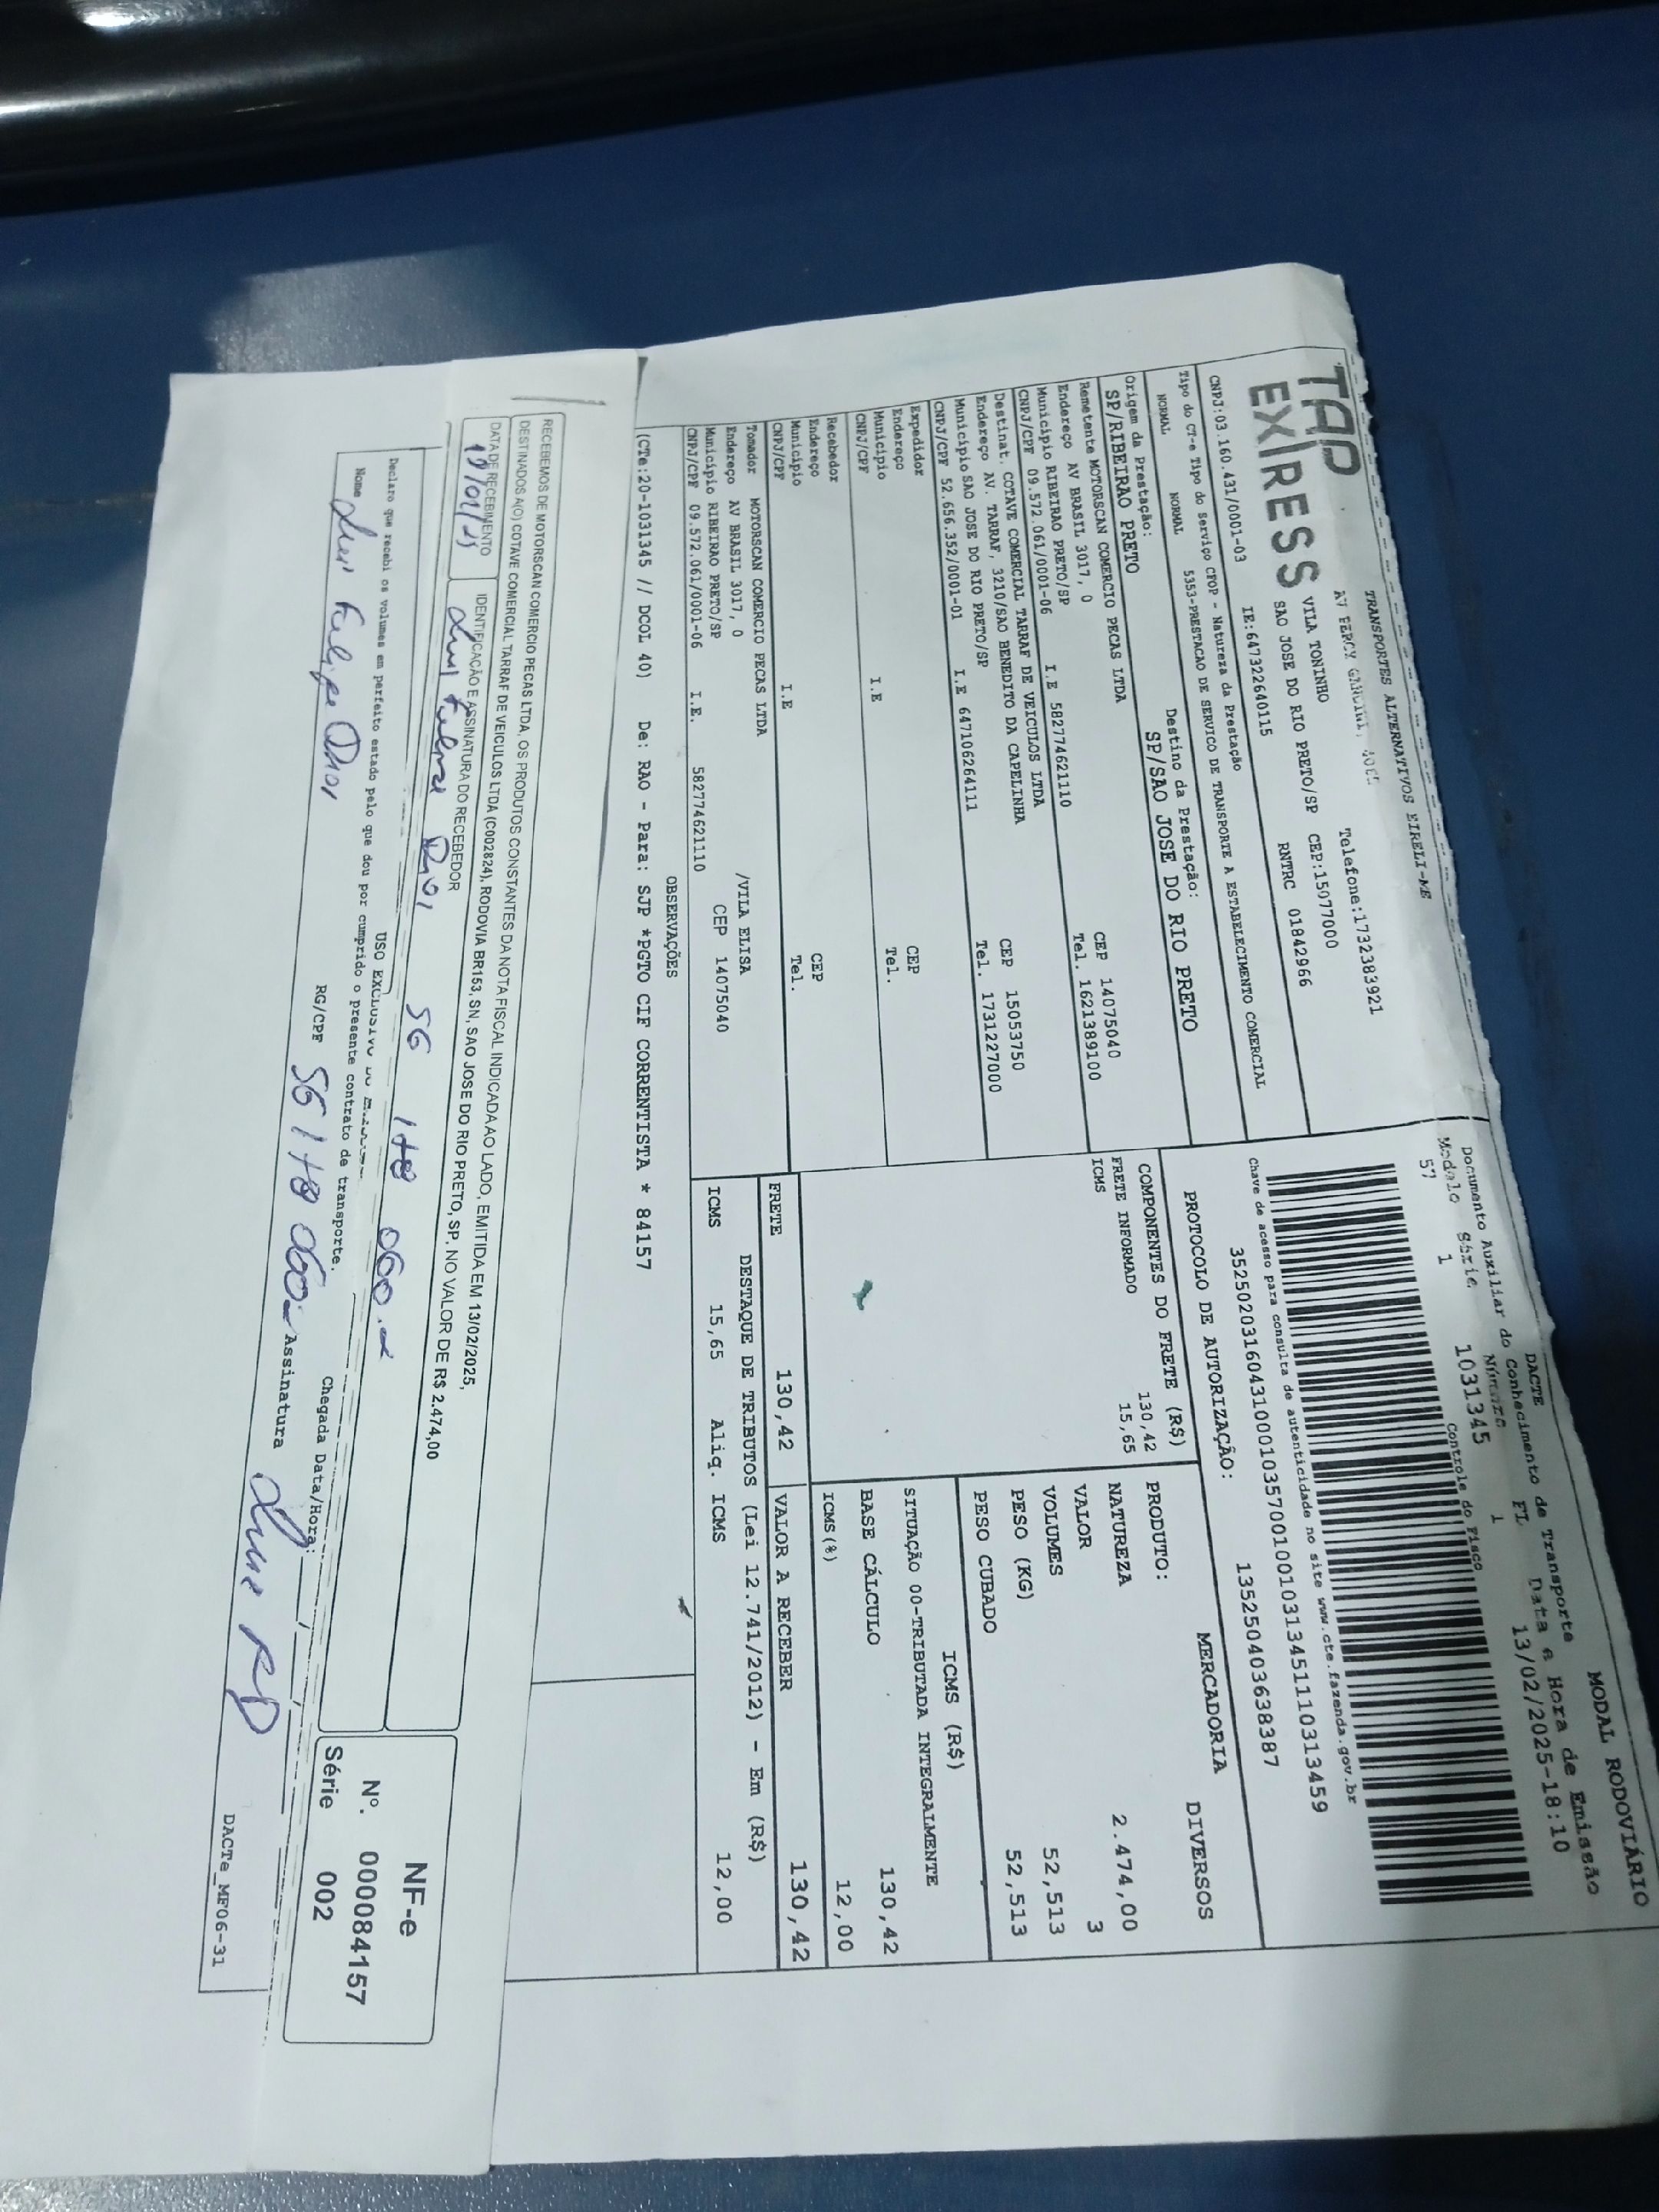 TRANSPORTES ALTERNATIVOS EIRELI-ME
TAP EXPRESS
AV PERCY
Telefone:1732383921
VILA TONINHO CEP:15077000
SAO JOSE DO RIO PRETO/SP RNTRC 01842966
CNPJ:03.160.431/0001-03 IE:647322640115
Tipo do CT-e Tipo do Serviço CFOP - Natureza da Prestação
NORMAL NORMAL 5353-PRESTACAO DE SERVICO DE TRANSPORTE A ESTABELECIMENTO COMERCIAL
Origem da Prestação: Destino da Prestação:
SP/RIBEIRAO PRETO SP/SAO JOSE DO RIO PRETO
Remetente MOTORSCAN COMERCIO PECAS LTDA
Endereço AV BRASIL 3017, 0 CEP 14075040
Município RIBEIRAO PRETO/SP Tel. 1621389100
CNPJ/CPF 09.572.061/0001-06 I.E 582774621110
Destinat. COTAVE COMERCIAL TARRAF DE VEICULOS LTDA
Endereço AV. TARRAF, 3210/SAO BENEDITO DA CAPELINHA CEP 15053750
Município SAO JOSE DO RIO PRETO/SP Tel. 1731227000
CNPJ/CPF 52.656.352/0001-01 I.E 647106264111
Expedidor
Endereço CEP
Município Tel.
CNPJ/CPF I.E
Recebedor
Endereço CEP
Município Tel.
CNPJ/CPF I.E
Tomador MOTORSCAN COMERCIO PECAS LTDA
Endereço AV BRASIL 3017, 0 /VILA ELISA
Município RIBEIRAO PRETO/SP CEP 14075040
CNPJ/CPF 09.572.061/0001-06 I.E. 582774621110
MODAL RODOVIÁRIO
DACTE
Documento Auxiliar do Conhecimento de Transporte
Modelo Série Número FL Data e Hora de Emissão
57 1 1031345 1 13/02/2025-18:10
Controle do Fisco
Chave de acesso para consulta de autenticidade no site www.cte.fazenda.gov.br
35250203160431000103570010010313451110313459
PROTOCOLO DE AUTORIZAÇÃO: 135250403638387
COMPONENTES DO FRETE (R$)
FRETE INFORMADO 130,42
ICMS 15,65
MERCADORIA
PRODUTO: DIVERSOS
NATUREZA
VALOR 2.474,00
VOLUMES 3
PESO (KG) 52,513
PESO CUBADO 52,513
ICMS (R$)
SITUAÇÃO 00-TRIBUTADA INTEGRALMENTE
BASE CÁLCULO 130,42
ICMS(%) 12,00
FRETE 130,42 VALOR A RECEBER 130,42
DESTAQUE DE TRIBUTOS (Lei 12.741/2012) - Em (R$)
ICMS 15,65 Aliq. ICMS 12,00
OBSERVAÇÕES
(CTe:20-1031345 // DCOL 40) De: RAO - Para: SJP *PGTO CIF CORRENTISTA * 84157
RECEBEMOS DE MOTORSCAN COMERCIO PECAS LTDA, OS PRODUTOS CONSTANTES DA NOTA FISCAL INDICADA AO LADO, EMITIDA EM 13/02/2025,
DESTINADOS A(O) COTAVE COMERCIAL TARRAF DE VEICULOS LTDA (C002824), RODOVIA BR153, SN, SAO JOSE DO RIO PRETO, SP, NO VALOR DE R$ 2.474,00
DATA DE RECEBIMENTO IDENTIFICAÇÃO E ASSINATURA DO RECEBEDOR
NF-e
Nº. 000084157
Série 002
USO EXCLUSIVO DO
Declaro que recebi os volumes em perfeito estado pelo que dou por cumprido o presente contrato de transporte.
Chegada Data/Hora:
Nome RG/CPF Assinatura
DACTe_MF06-31